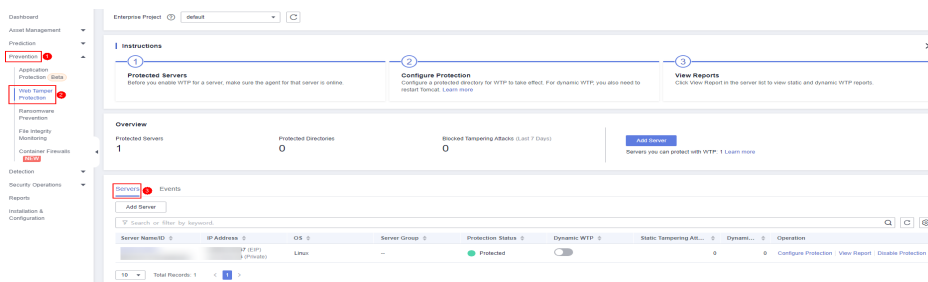 Dashboard
Asset Management
Prediction
Prevention 1
Application
Protection Beta
Web Tamper
Protection 2
Ransomware
Prevention
File Integrity
Monitoring
Container Firewalls
NEW
Detection
Security Operations
Reports
Installation &
Configuration
Enterprise Project default
Instructions
1
Protected Servers
Before you enable WTP for a server, make sure the agent for that server is online.
2
Configure Protection
Configure a protected directory for WTP to take effect. For dynamic WTP, you also need to
restart Tomcat. Learn more
3
View Reports
Click View Report in the server list to view static and dynamic WTP reports.
Overview
Protected Servers
1
Protected Directories
0
Blocked Tampering Attacks (Last 7 Days)
0
Add Server
Servers you can protect with WTP: 1 Learn more
Servers 3 Events
Add Server
Search or filter by keyword.
Server Name/ID IP Address OS Server Group Protection Status Dynamic WTP Static Tampering Att... Dynami... Operation
(EIP)
(Private)
Linux -- Protected 0 0 Configure Protection View Report Disable Protection
10 Total Records: 1 < 1 >